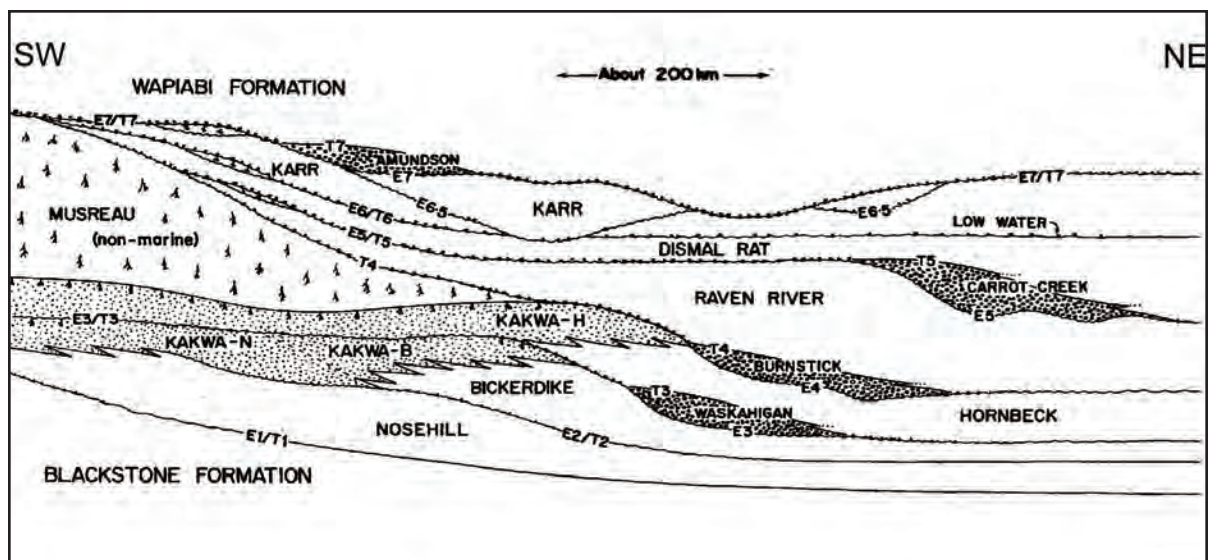 SW
NE
About 200 km
WAPIABI FORMATION
E7/T7
T7
AMUNDSON
E7
KARR
E6·5
KARR
E7/T7
E6·5
LOW WATER
E6/T6
E5/T5
DISMAL RAT
MUSREAU
(non-marine)
T4
T5
CARROT CREEK
E5
RAVEN RIVER
E3/T3
KAKWA-N
KAKWA-H
KAKWA-B
T4
BURNSTICK
E4
BICKERDIKE
T3
WASKAHIGAN
E3
HORNBECK
NOSEHILL
E1/T1
E2/T2
BLACKSTONE FORMATION